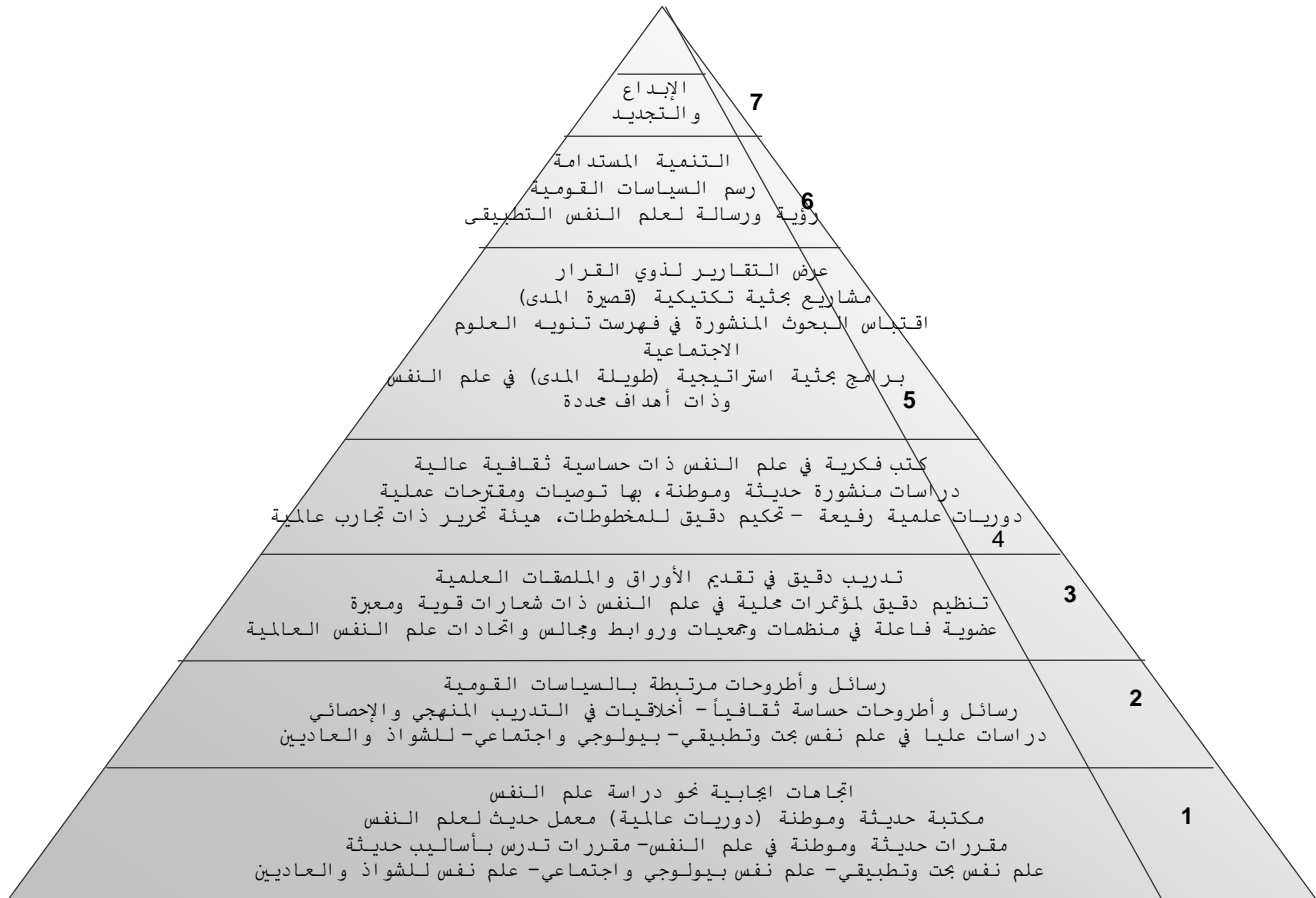 الإبداع
والتجديد
7
التنمية المستدامة
رسم السياسات القومية
رؤية ورسالة لعلم النفس التطبيقى
6
عرض التقارير لذوي القرار
مشاريع بحثية تكتيكية (قصيرة المدى)
اقتباس البحوث المنشورة في فهرست تنويه العلوم
الاجتماعية
برامج بحثية استراتيجية (طويلة المدى) في علم النفس
وذات أهداف محددة
5
كتب فكرية في علم النفس ذات حساسية ثقافية عالية
دراسات منشورة حديثة وموطنة، بها توصيات ومقترحات عملية
دوريات علمية رفيعة – تحكيم دقيق للمخطوطات، هيئة تحرير ذات تجارب عالمية
4
تدريب دقيق في تقديم الأوراق والملصقات العلمية
تنظيم دقيق لمؤتمرات محلية في علم النفس ذات شعارات قوية ومعبرة
عضوية فاعلة في منظمات وجمعيات وروابط ومجالس واتحادات علم النفس العالمية
3
رسائل وأطروحات مرتبطة بالسياسات القومية
رسائل وأطروحات حساسة ثقافياً– أخلاقيات في التدريب المنهجي والإحصائي
دراسات عليا في علم نفس بحت وتطبيقي– بيولوجي واجتماعي– للشواذ والعاديين
2
اتجاهات ايجابية نحو دراسة علم النفس
مكتبة حديثة وموطنة (دوريات عالمية) معمل حديث لعلم النفس
مقررات حديثة وموطنة في علم النفس– مقررات تدرس بأساليب حديثة
علم نفس بحت وتطبيقي– علم نفس بيولوجي واجتماعي– علم نفس للشواذ والعاديين
1